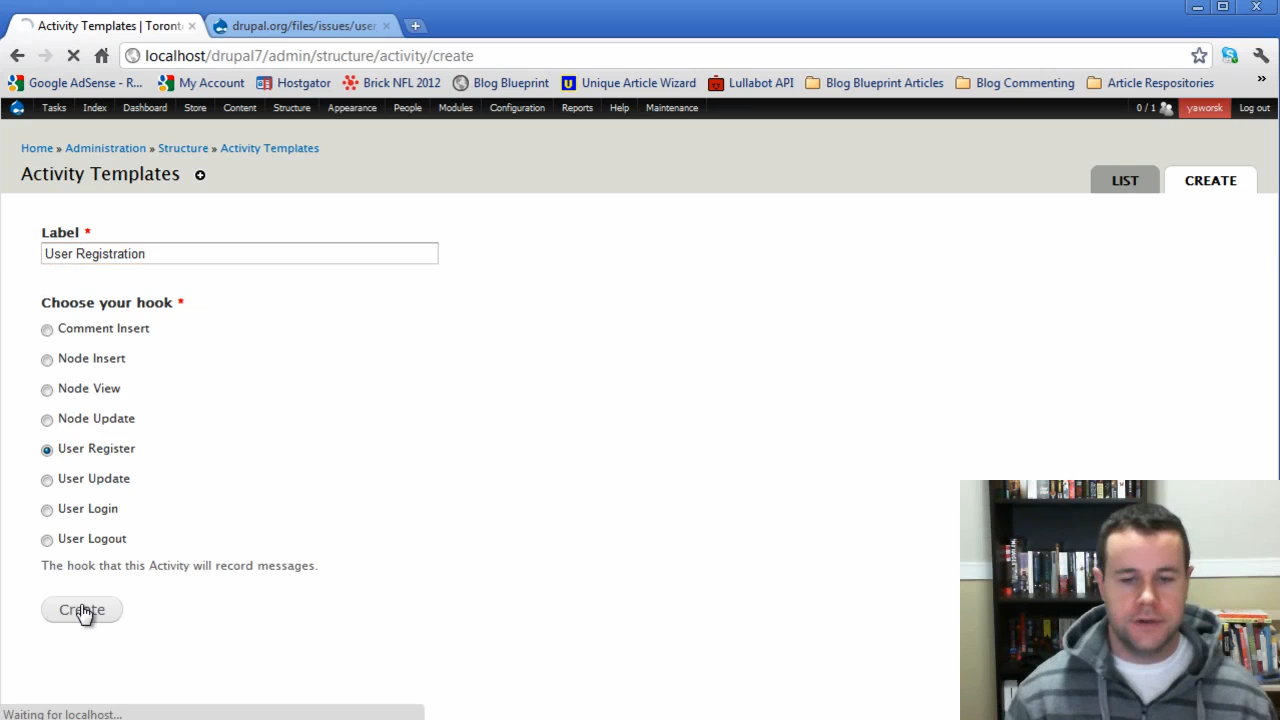 Activity Templates | Toront
drupal.org/files/issues/user
localhost/drupal7/admin/structure/activity/create
Google AdSense - R... My Account Hostgator Brick NFL 2012 Blog Blueprint Unique Article Wizard Lullabot API Blog Blueprint Articles Blog Commenting Article Respositories »
Tasks Index Dashboard Store Content Structure Appearance People Modules Configuration Reports Help Maintenance 0 / 1 yaworsk Log out
Home » Administration » Structure » Activity Templates
Activity Templates
LIST CREATE
Label *
User Registration
Choose your hook *
Comment Insert
Node Insert
Node View
Node Update
User Register
User Update
User Login
User Logout
The hook that this Activity will record messages.
Create
Waiting for localhost...